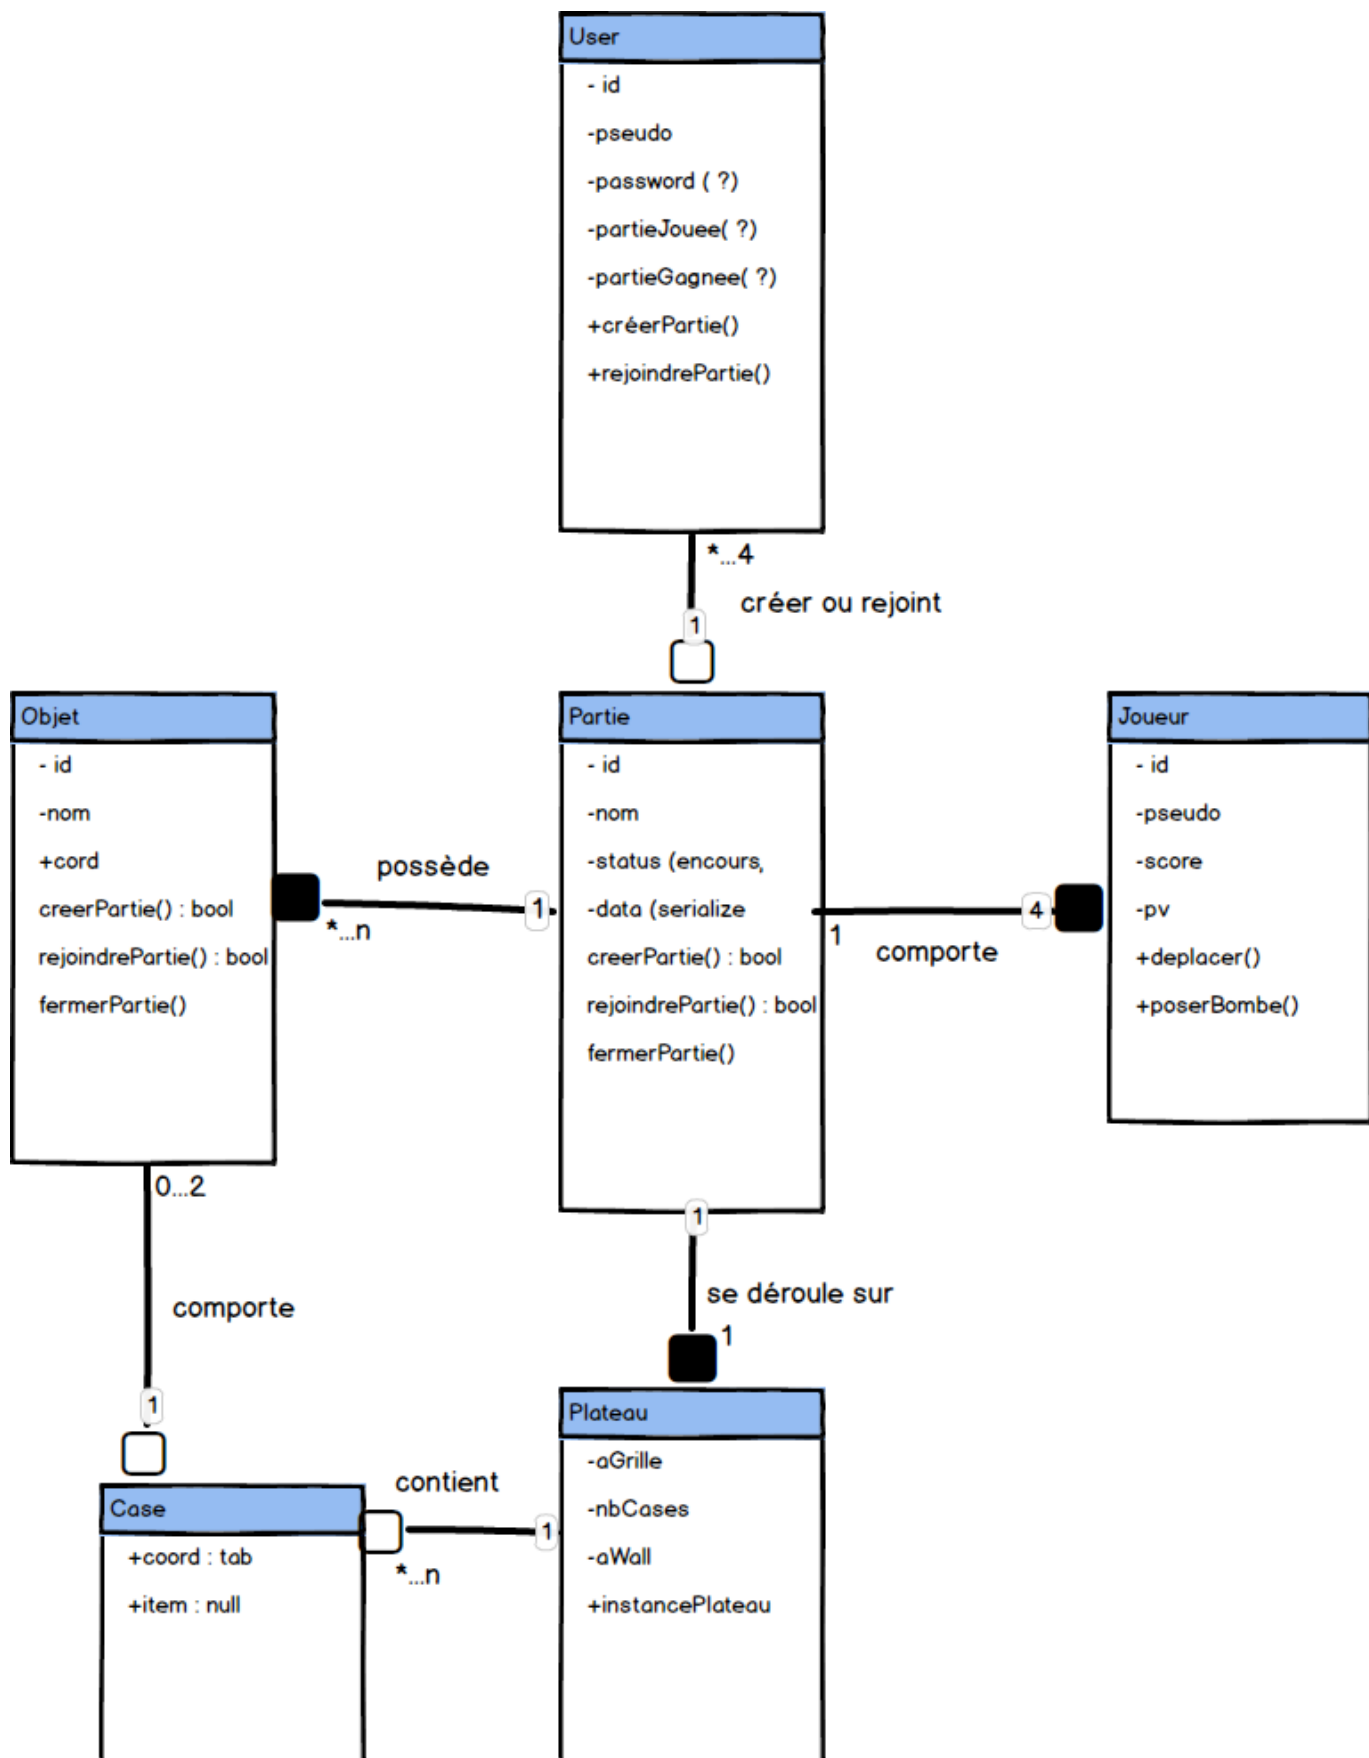 User
- id
-pseudo
-password ( ?)
-partieJouee( ?)
-partieGagnee( ?)
+créerPartie()
+rejoindrePartie()
*...4
créer ou rejoint
1
Objet
- id
-nom
+cord
creerPartie() : bool
rejoindrePartie() : bool
fermerPartie()
possède
*...n
1
Partie
- id
-nom
-status (encours,
-data (serialize
creerPartie() : bool
rejoindrePartie() : bool
fermerPartie()
1
comporte
4
Joueur
- id
-pseudo
-score
-pv
+deplacer()
+poserBombe()
0...2
comporte
1
1
se déroule sur
1
Case
+coord : tab
+item : null
contient
*...n
1
Plateau
-aGrille
-nbCases
-aWall
+instancePlateau